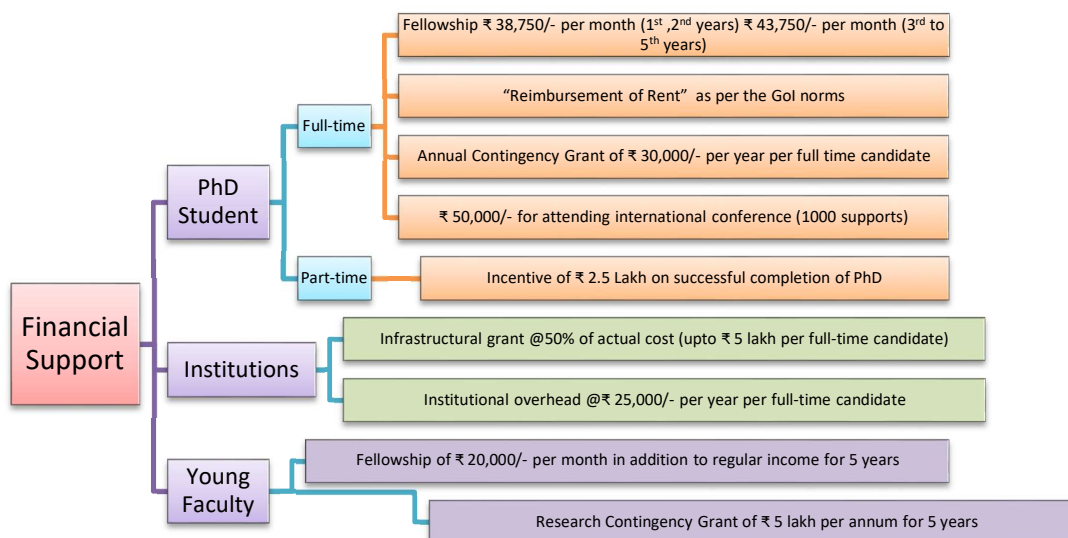 Financial
Support
PhD
Student
Full-time
Fellowship ₹ 38,750/- per month (1st ,2nd years) ₹ 43,750/- per month (3rd to
5th years)
“Reimbursement of Rent” as per the GoI norms
Annual Contingency Grant of ₹ 30,000/- per year per full time candidate
₹ 50,000/- for attending international conference (1000 supports)
Part-time
Incentive of ₹ 2.5 Lakh on successful completion of PhD
Institutions
Infrastructural grant @50% of actual cost (upto ₹ 5 lakh per full-time candidate)
Institutional overhead @₹ 25,000/- per year per full-time candidate
Young
Faculty
Fellowship of ₹ 20,000/- per month in addition to regular income for 5 years
Research Contingency Grant of ₹ 5 lakh per annum for 5 years